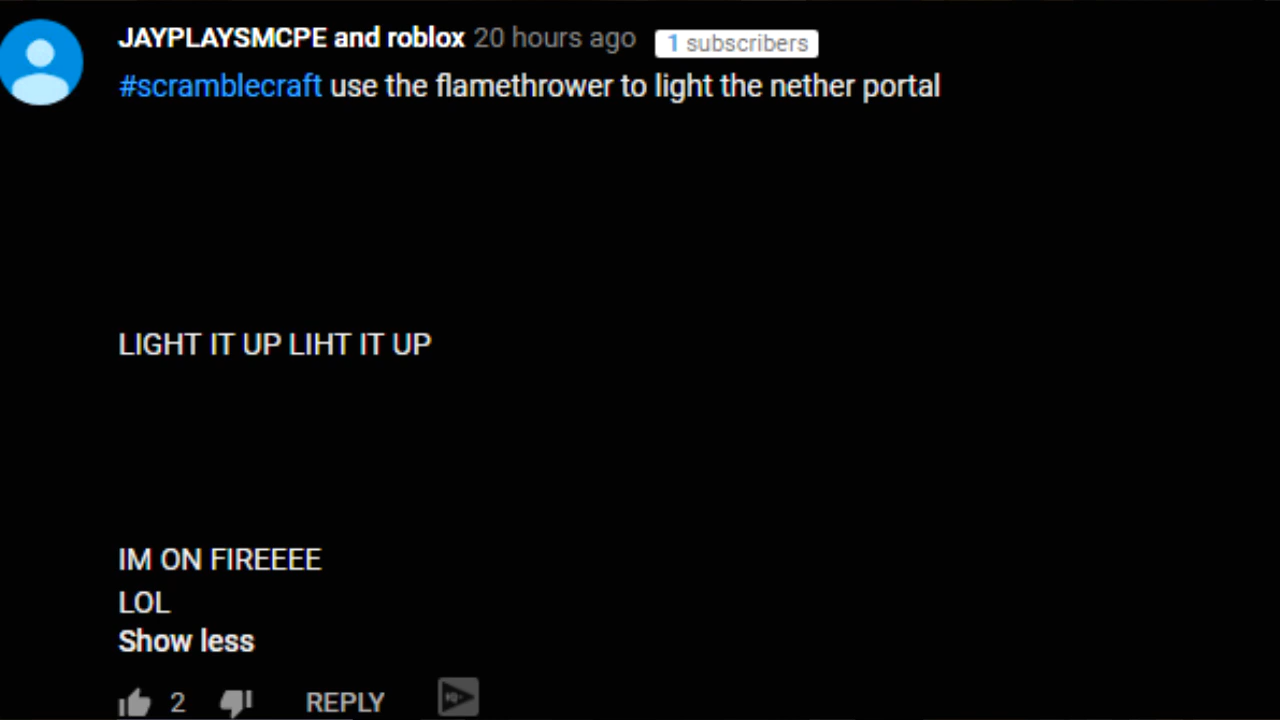 JAYPLAYSMCPE and roblox 20 hours ago 1 subscribers
#scramblecraft use the flamethrower to light the nether portal
LIGHT IT UP LIHT IT UP
IM ON FIREEEE
LOL
Show less
2 REPLY